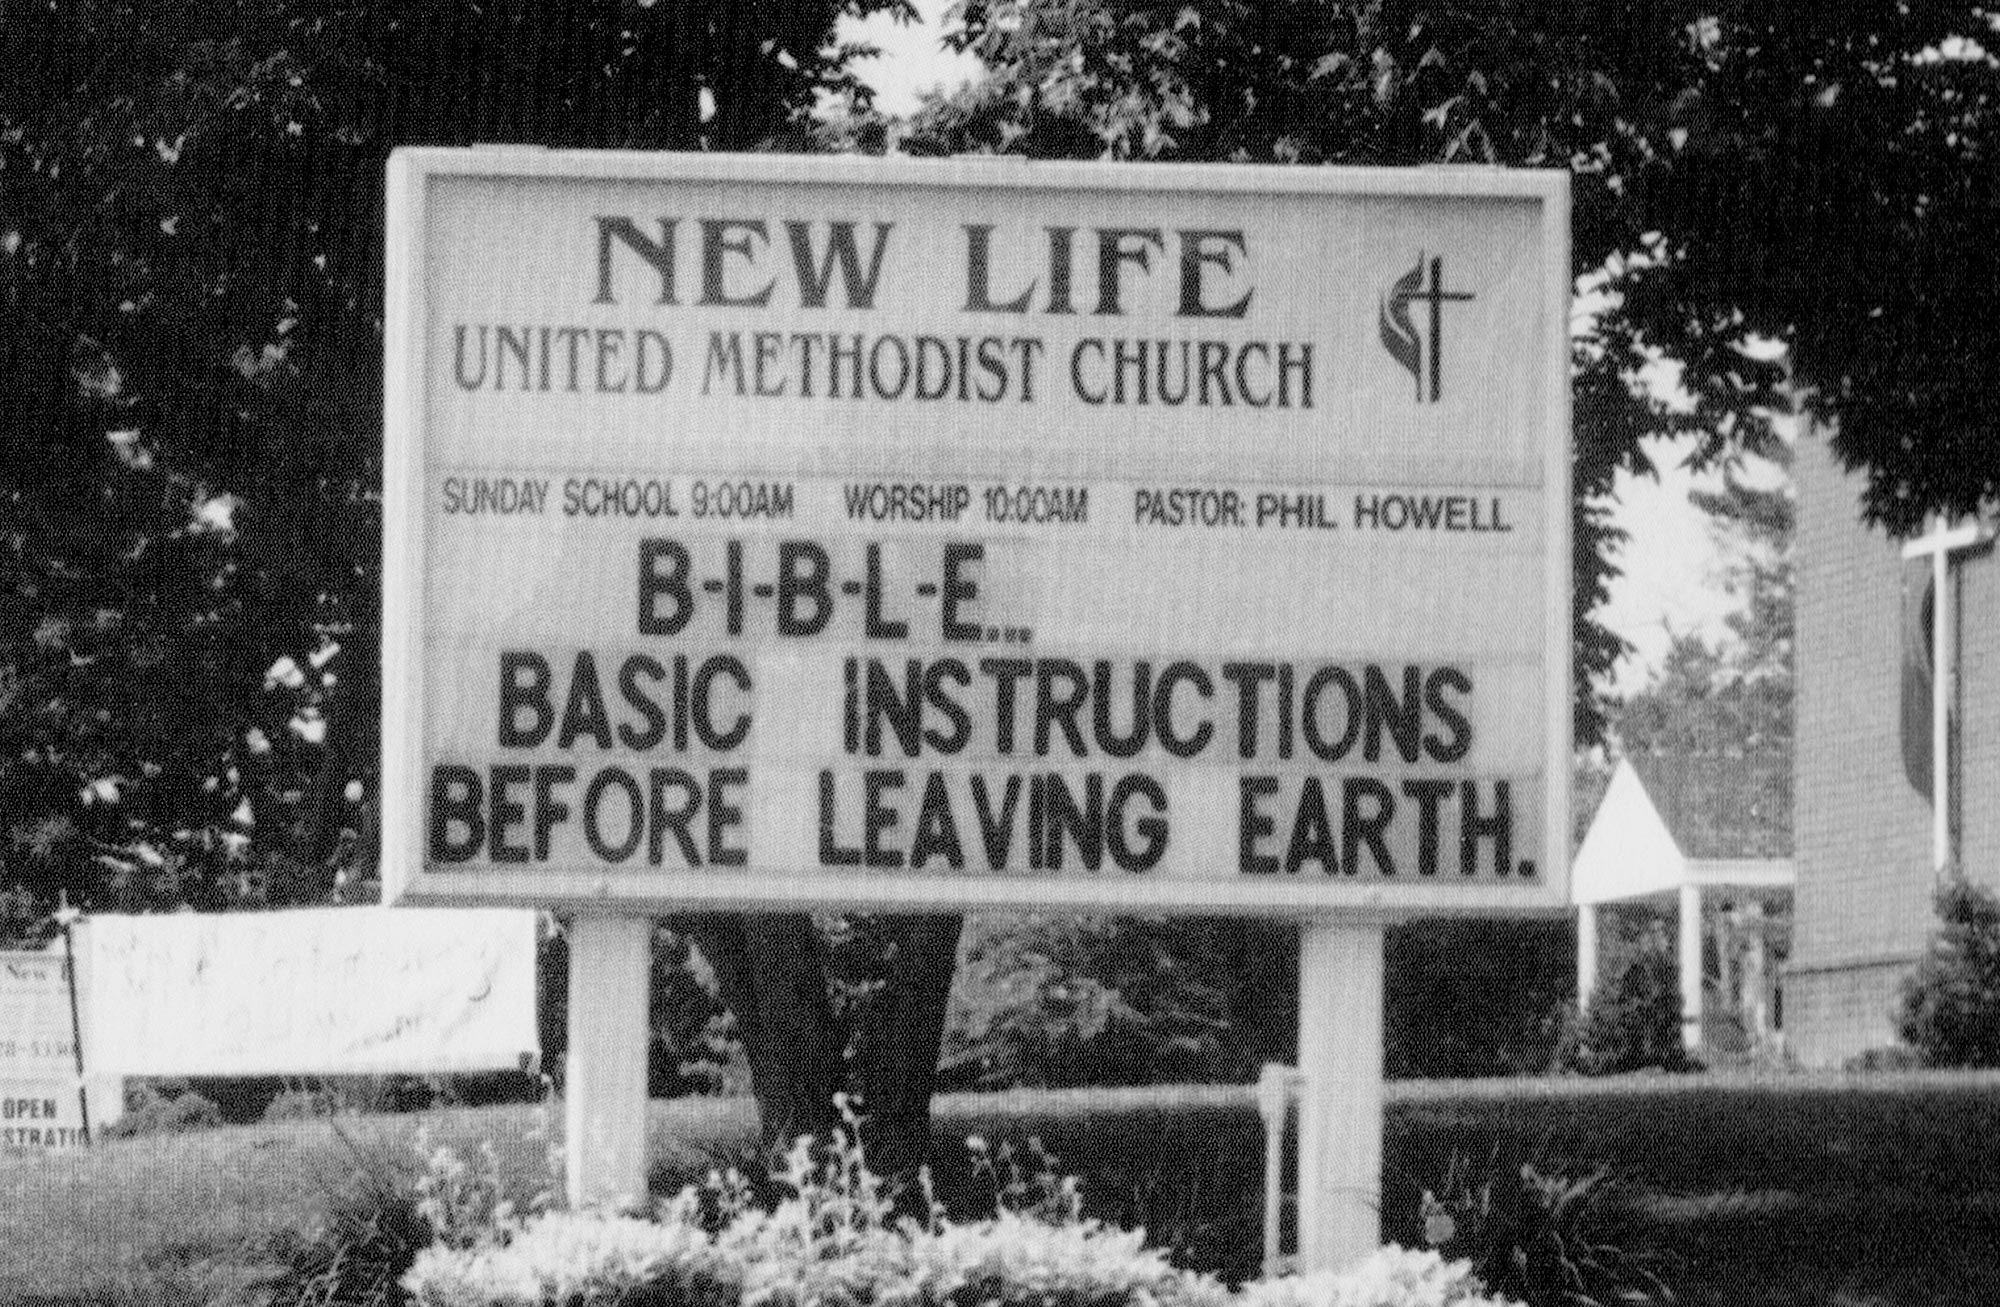 NEW LIFE
UNITED METHODIST CHURCH
SUNDAY SCHOOL 9:00AM WORSHIP 10:00AM PASTOR: PHIL HOWELL
B-I-B-L-E...
BASIC INSTRUCTIONS
BEFORE LEAVING EARTH.
New
OPEN